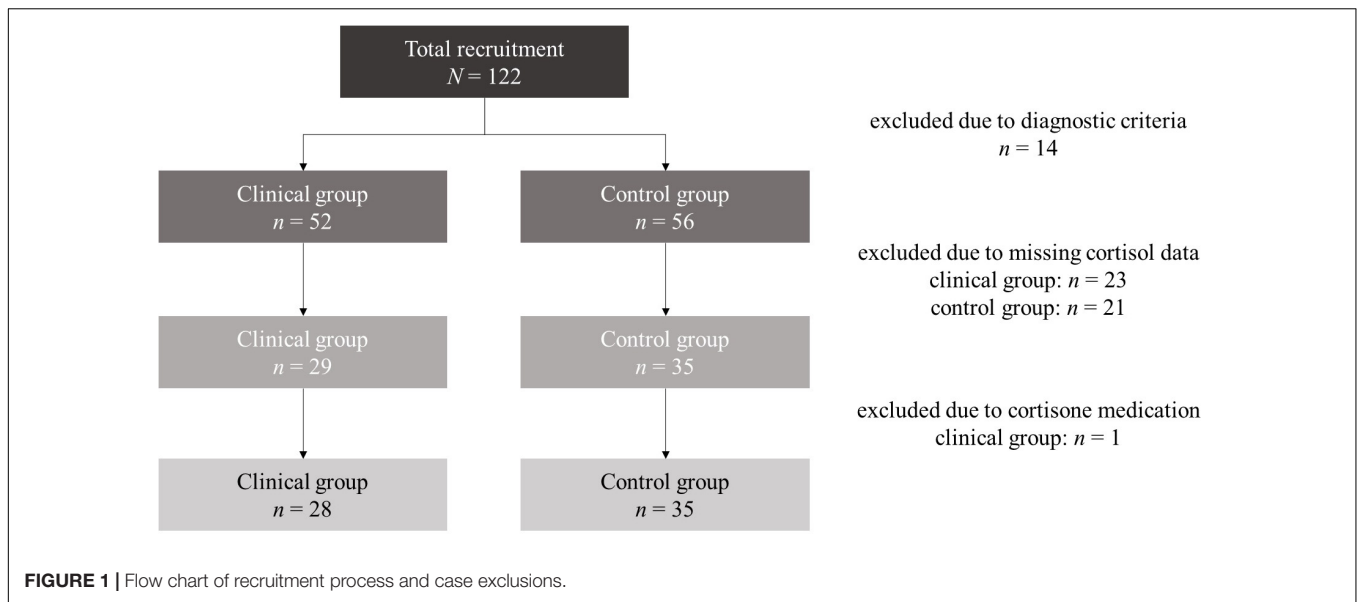 Total recruitment
N = 122
excluded due to diagnostic criteria
n = 14
Clinical group
n = 52
Control group
n = 56
excluded due to missing cortisol data
clinical group: n = 23
control group: n = 21
Clinical group
n = 29
Control group
n = 35
excluded due to cortisone medication
clinical group: n = 1
Clinical group
n = 28
Control group
n = 35
FIGURE 1 | Flow chart of recruitment process and case exclusions.